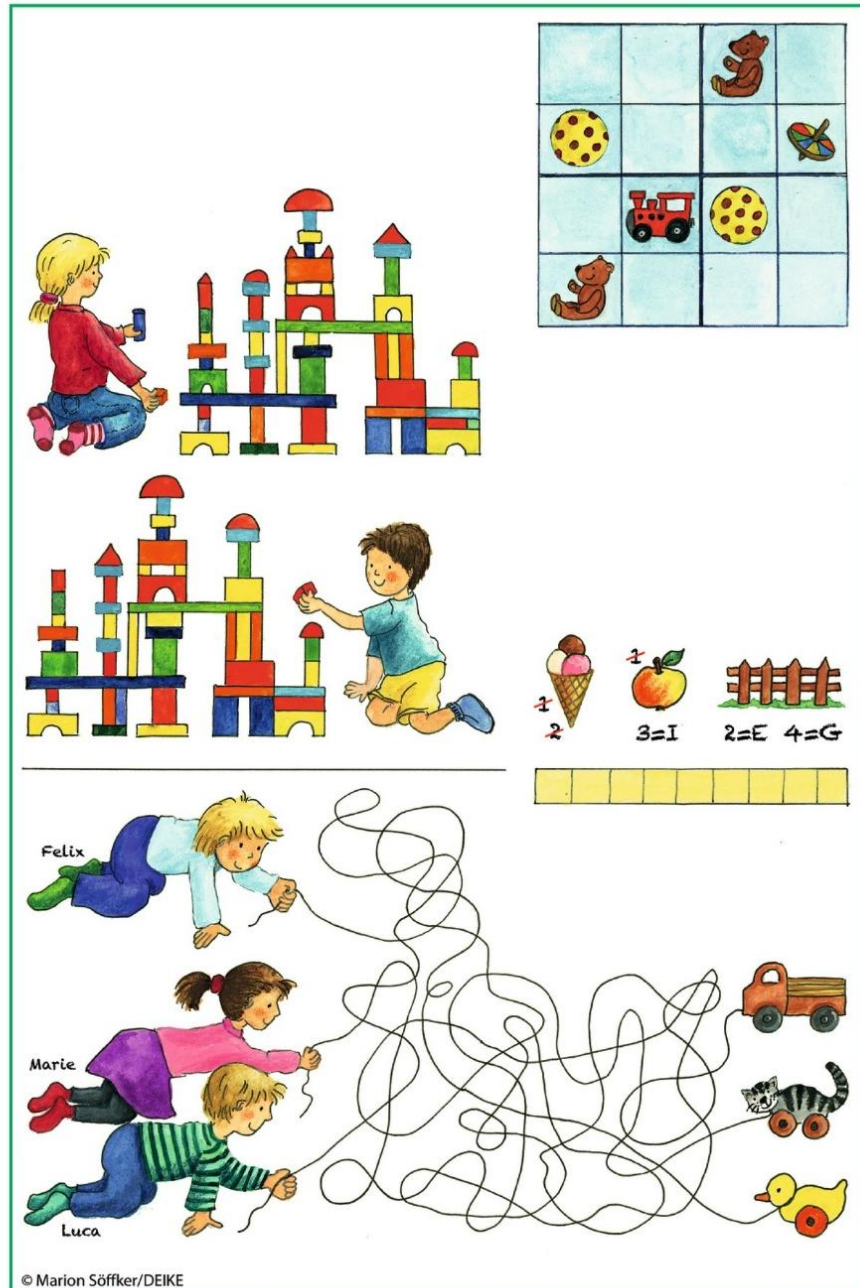 1
1
2
3=I
2=E 4=G
Felix
Marie
Luca
© Marion Söffker/DEIKE